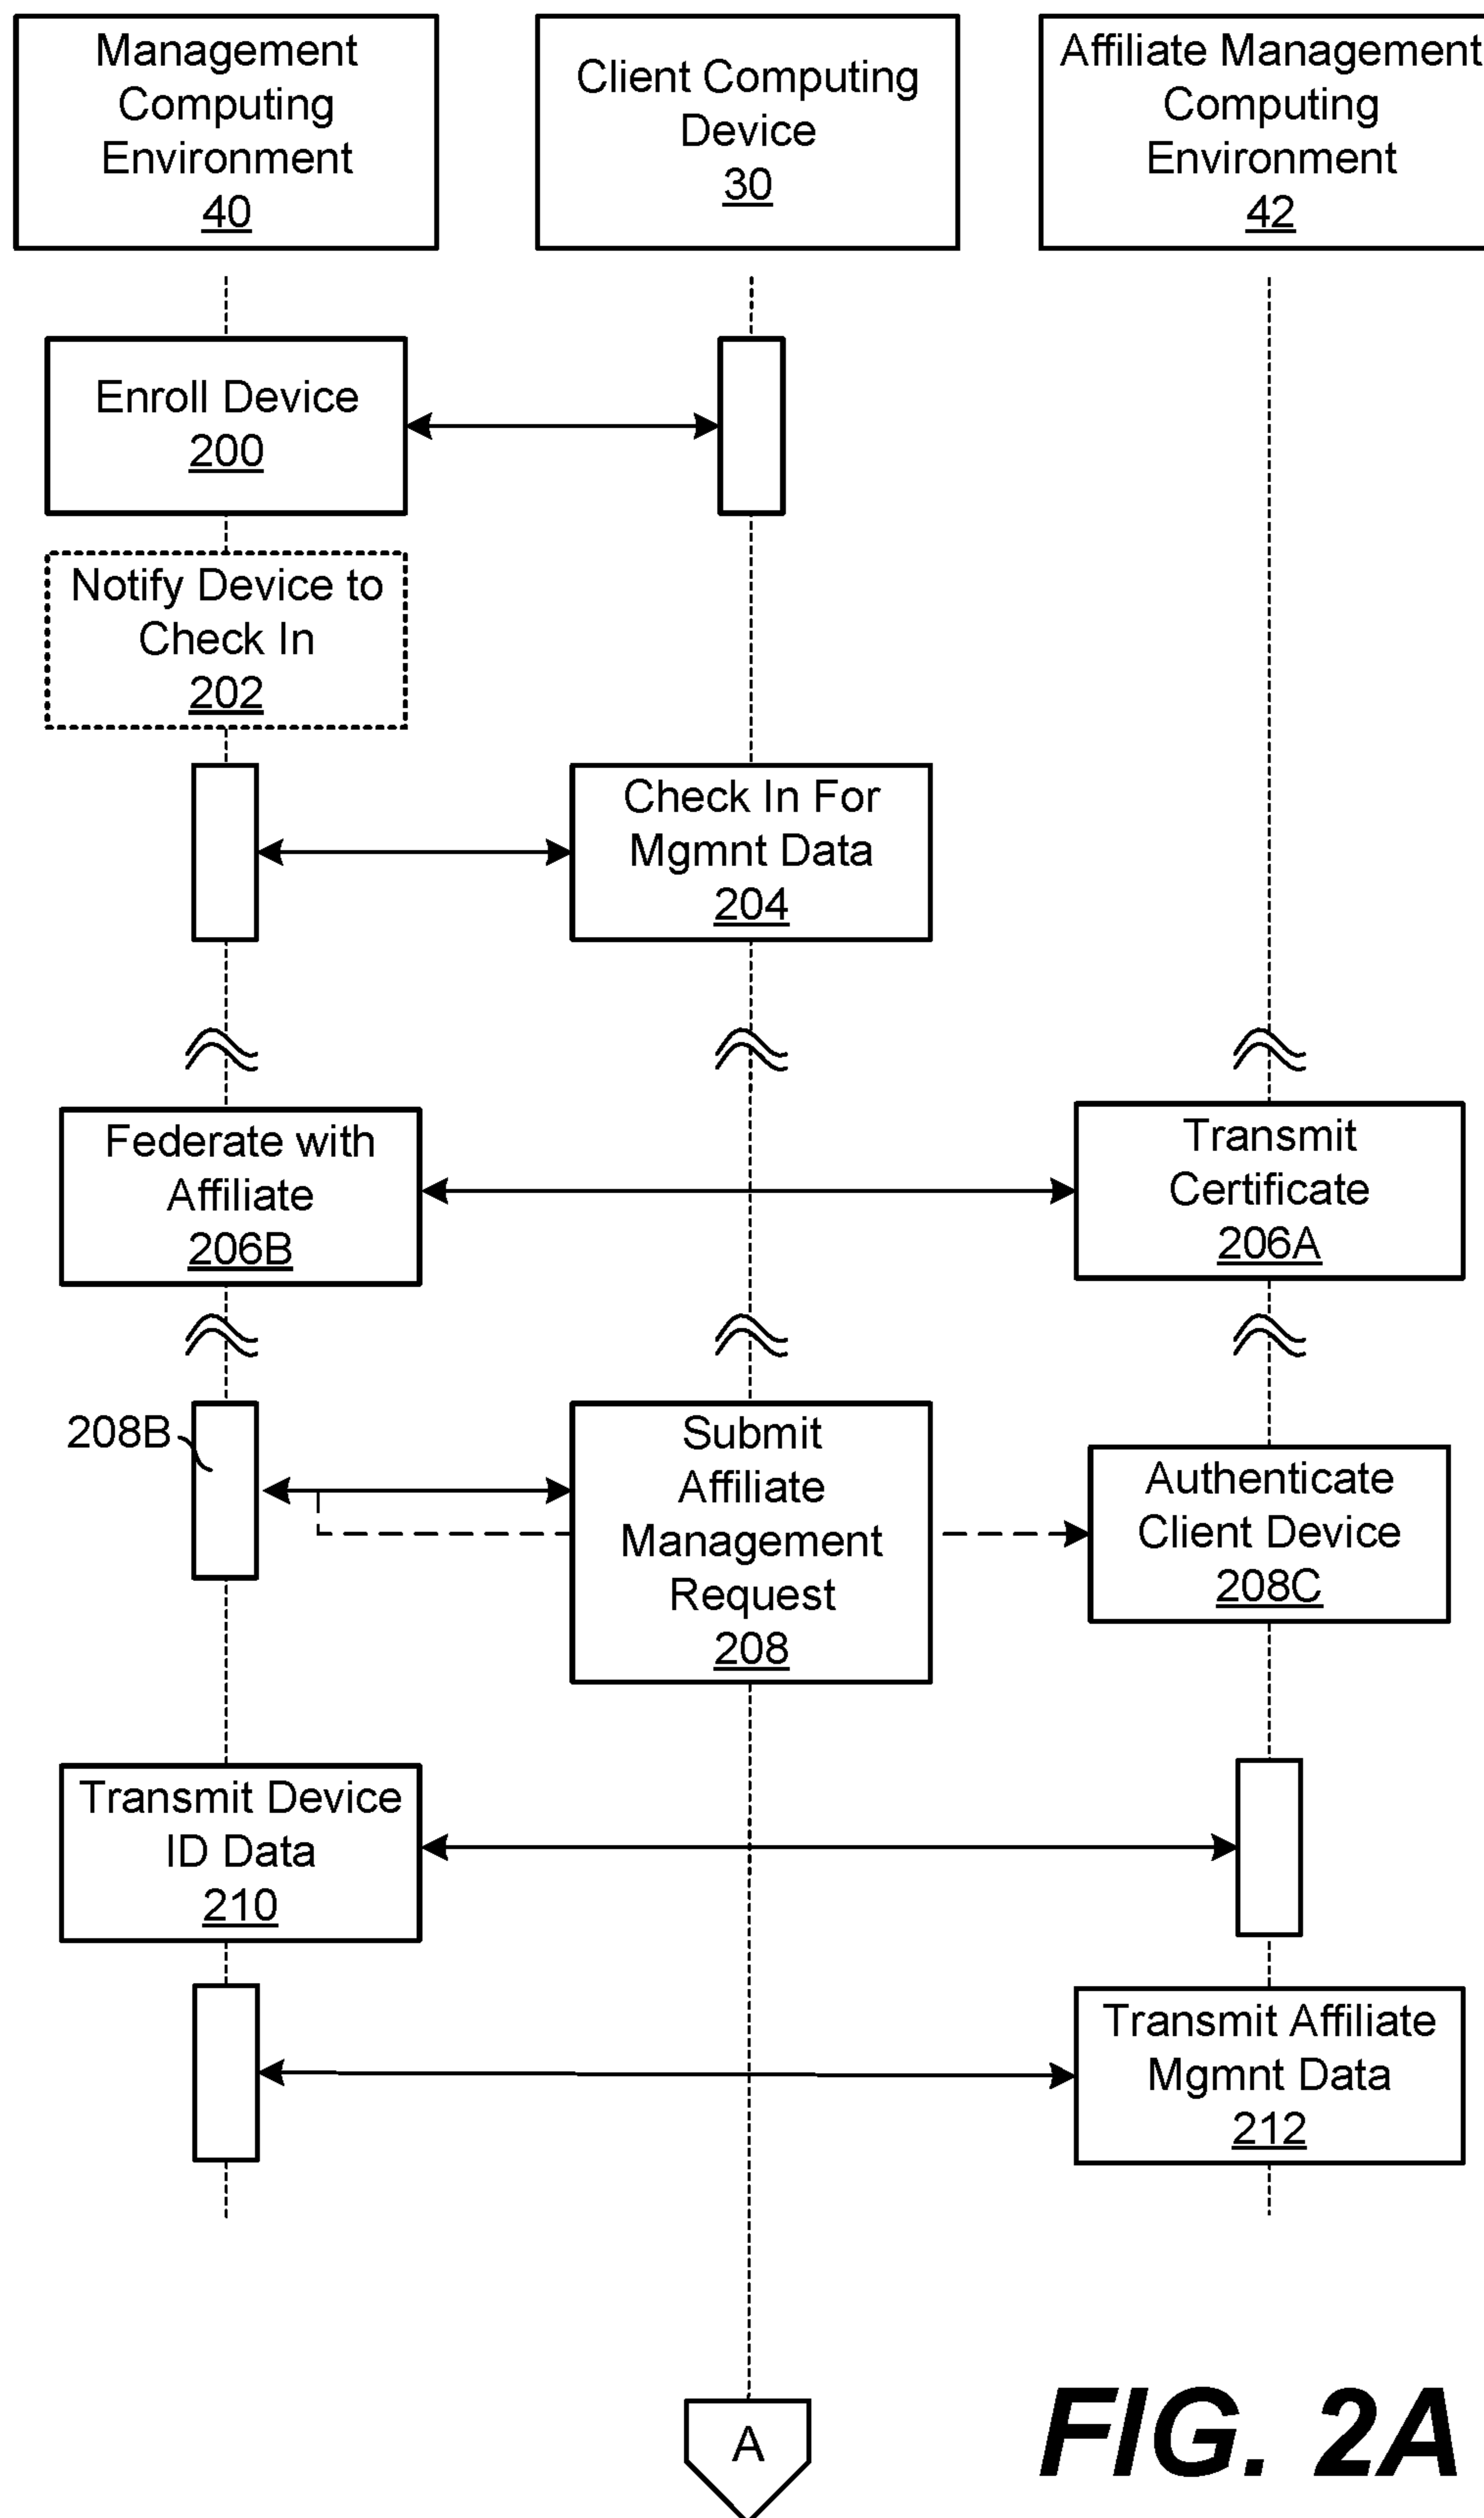 Management
Computing
Environment
40
Client Computing
Device
30
Affiliate Management
Computing
Environment
42
Enroll Device
200
Notify Device to
Check In
202
Check In For
Mgmnt Data
204
Federate with
Affiliate
206B
Transmit
Certificate
206A
208B
Submit
Affiliate
Management
Request
208
Authenticate
Client Device
208C
Transmit Device
ID Data
210
Transmit Affiliate
Mgmnt Data
212
A
FIG. 2A